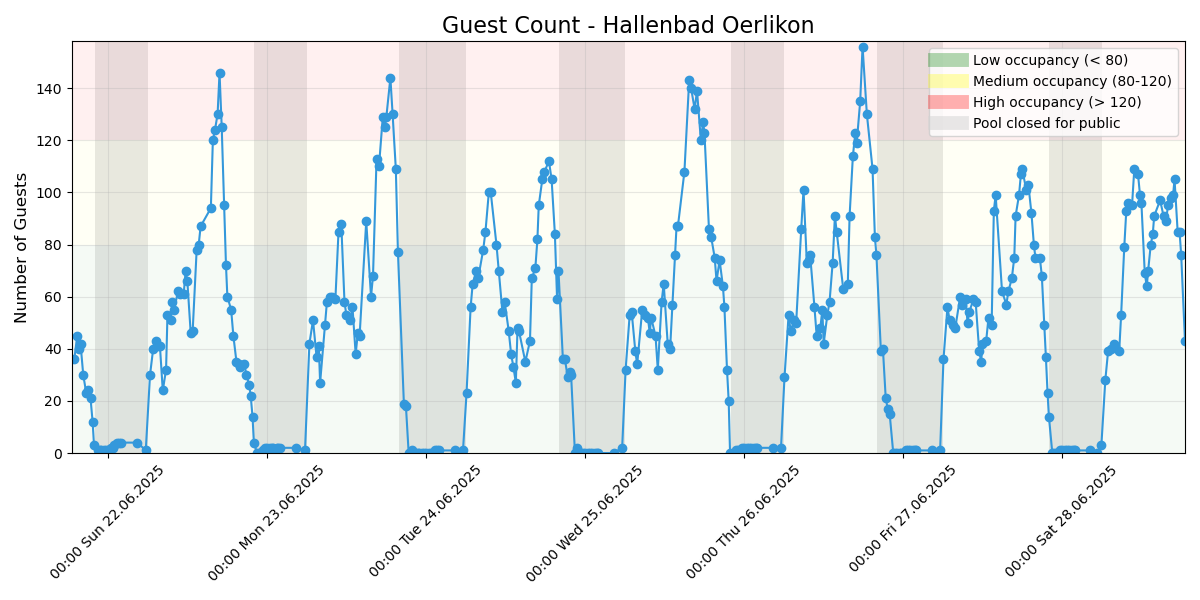 Guest Count - Hallenbad Oerlikon
Number of Guests
140
120
100
80
60
40
20
0
Low occupancy (< 80)
Medium occupancy (80-120)
High occupancy (> 120)
Pool closed for public
00:00 Sun 22.06.2025
00:00 Mon 23.06.2025
00:00 Tue 24.06.2025
00:00 Wed 25.06.2025
00:00 Thu 26.06.2025
00:00 Fri 27.06.2025
00:00 Sat 28.06.2025